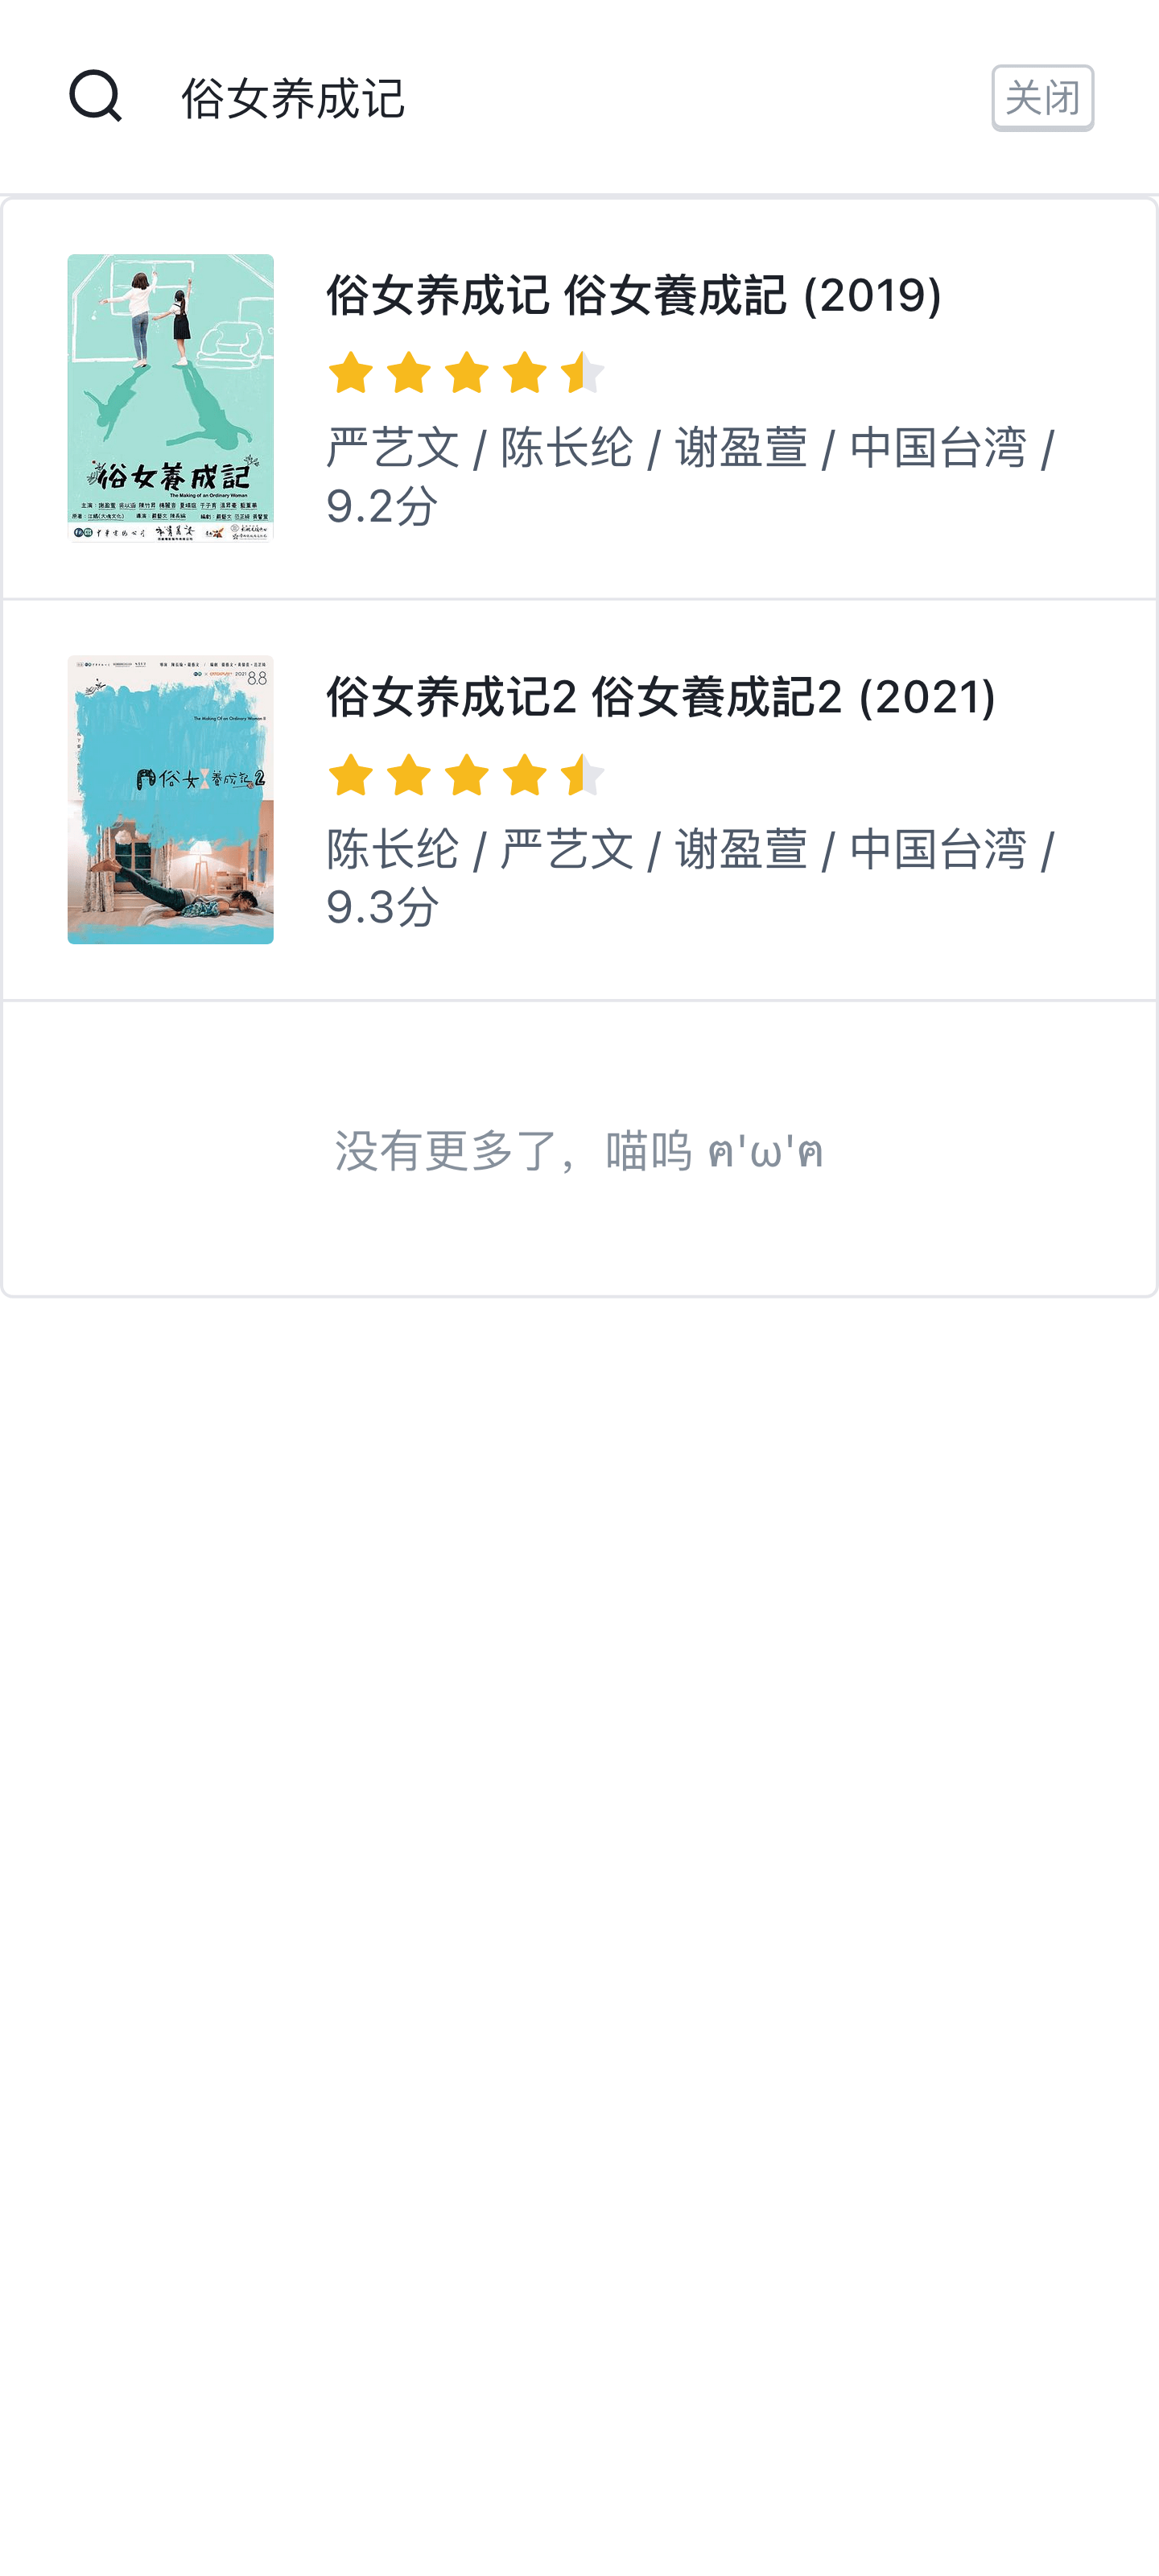 俗女养成记
关闭
俗女养成记 俗女養成記 (2019)
严艺文 / 陈长纶 / 谢盈萱 / 中国台湾 /
9.2分
俗女養成記
The Making of an Ordinary Woman
俗女养成记2 俗女養成記2 (2021)
陈长纶 / 严艺文 / 谢盈萱 / 中国台湾 /
9.3分
2021 8.8
The Making Of an Ordinary Woman II
俗女養成記2
没有更多了，喵呜 ฅ'ω'ฅ